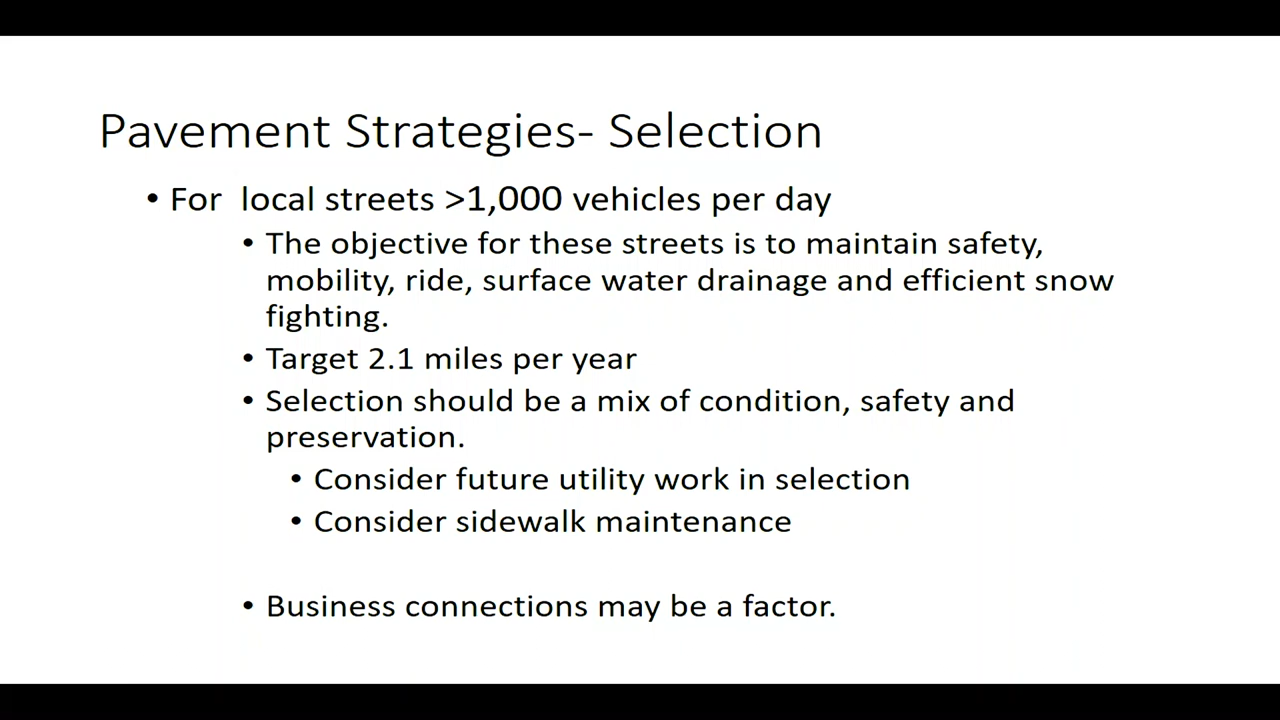 Pavement Strategies- Selection
• For local streets >1,000 vehicles per day
• The objective for these streets is to maintain safety,
mobility, ride, surface water drainage and efficient snow
fighting.
• Target 2.1 miles per year
• Selection should be a mix of condition, safety and
preservation.
• Consider future utility work in selection
• Consider sidewalk maintenance
• Business connections may be a factor.